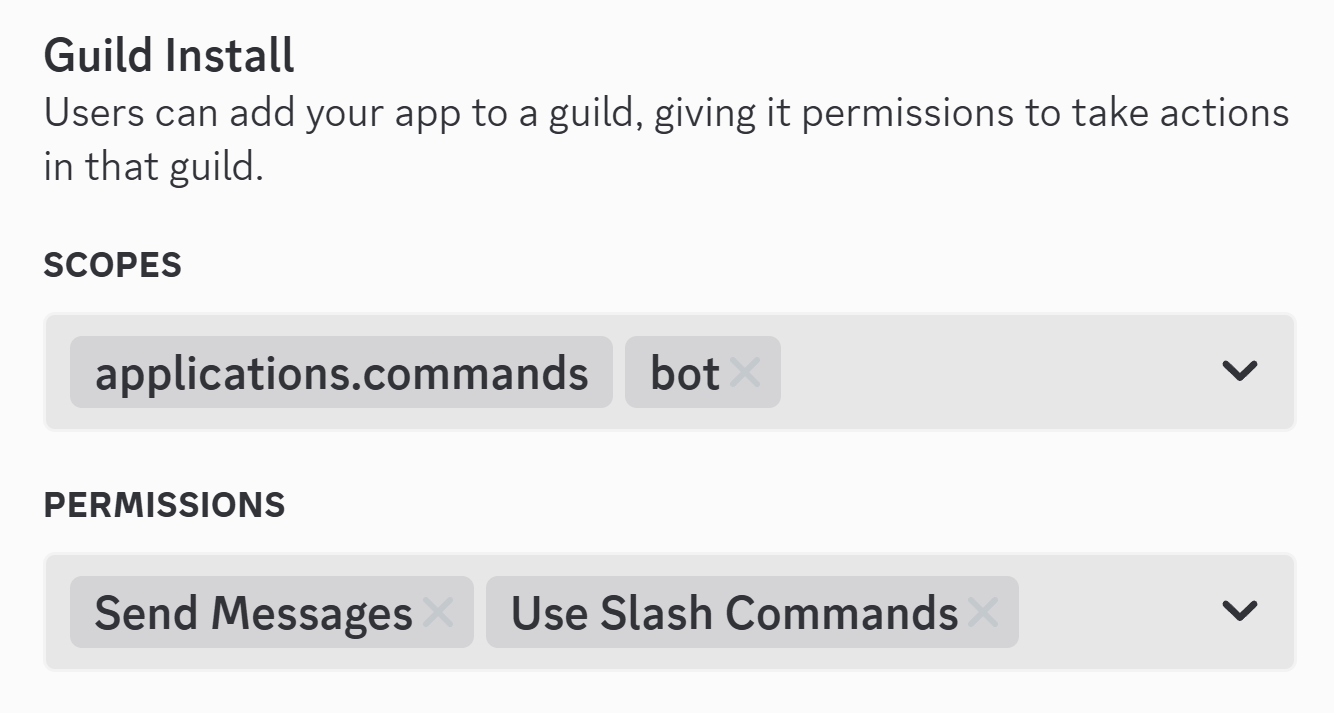 Guild Install
Users can add your app to a guild, giving it permissions to take actions
in that guild.
SCOPES
applications.commands bot
PERMISSIONS
Send Messages Use Slash Commands